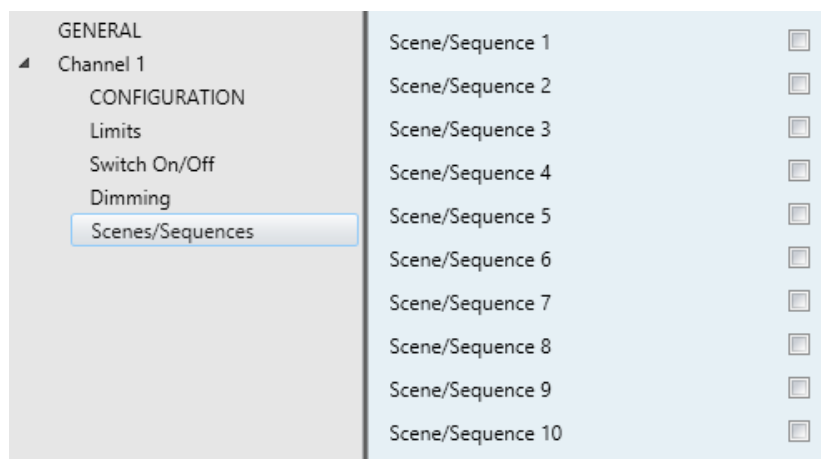 GENERAL
Channel 1
CONFIGURATION
Limits
Switch On/Off
Dimming
Scenes/Sequences
Scene/Sequence 1
Scene/Sequence 2
Scene/Sequence 3
Scene/Sequence 4
Scene/Sequence 5
Scene/Sequence 6
Scene/Sequence 7
Scene/Sequence 8
Scene/Sequence 9
Scene/Sequence 10